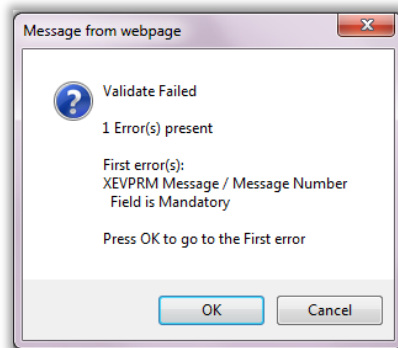 Message from webpage
Validate Failed
1 Error(s) present
First error(s):
XEVPRM Message / Message Number
Field is Mandatory
Press OK to go to the First error
OK
Cancel